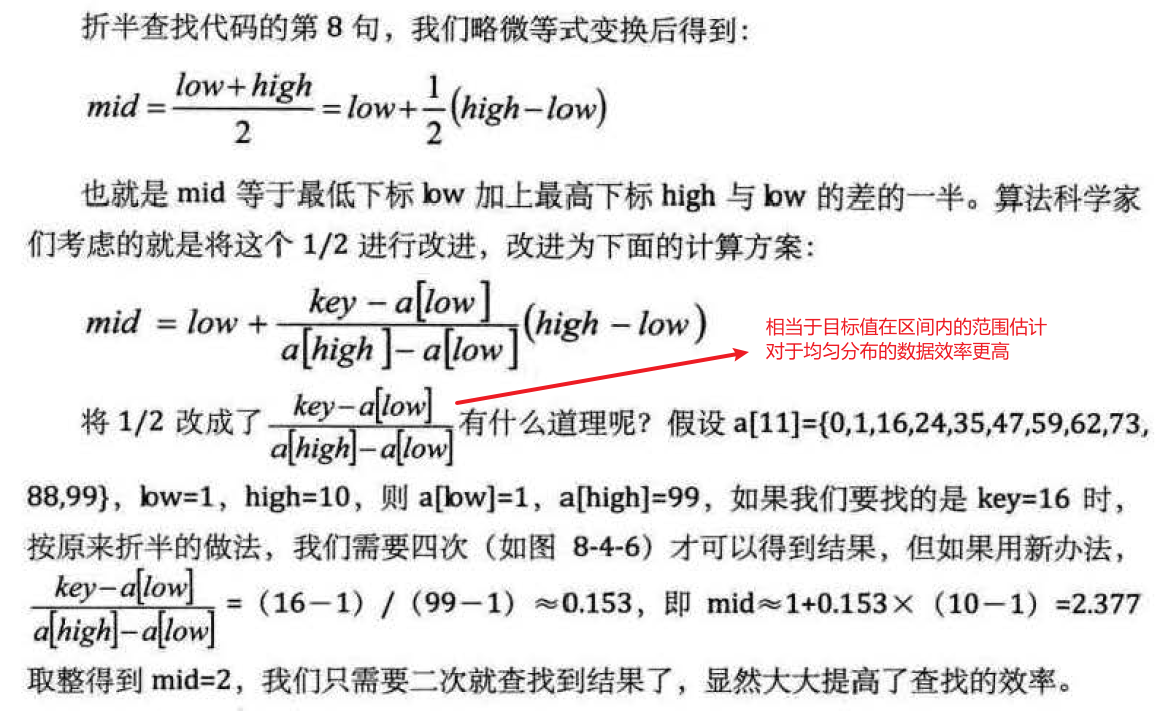 折半查找代码的第 8 句，我们略微等式变换后得到：
mid = (low+high)/2 = low + 1/2 (high−low)
也就是 mid 等于最低下标 low 加上最高下标 high 与 low 的差的一半。算法科学家
们考虑的就是将这个 1/2 进行改进，改进为下面的计算方案：
mid = low + (key − a[low])/(a[high] − a[low]) (high − low)
相当于目标值在区间内的范围估计
对于均匀分布的数据效率更高
将 1/2 改成了 (key−a[low])/(a[high]−a[low]) 有什么道理呢？假设 a[11]={0,1,16,24,35,47,59,62,73,
88,99}，low=1，high=10，则 a[low]=1，a[high]=99，如果我们要找的是 key=16 时，
按原来折半的做法，我们需要四次（如图 8-4-6）才可以得到结果，但如果用新办法，
(key−a[low])/(a[high]−a[low]) =（16−1）/（99−1）≈0.153，即 mid≈1+0.153×（10−1）=2.377
取整得到 mid=2，我们只需要二次就查找到结果了，显然大大提高了查找的效率。